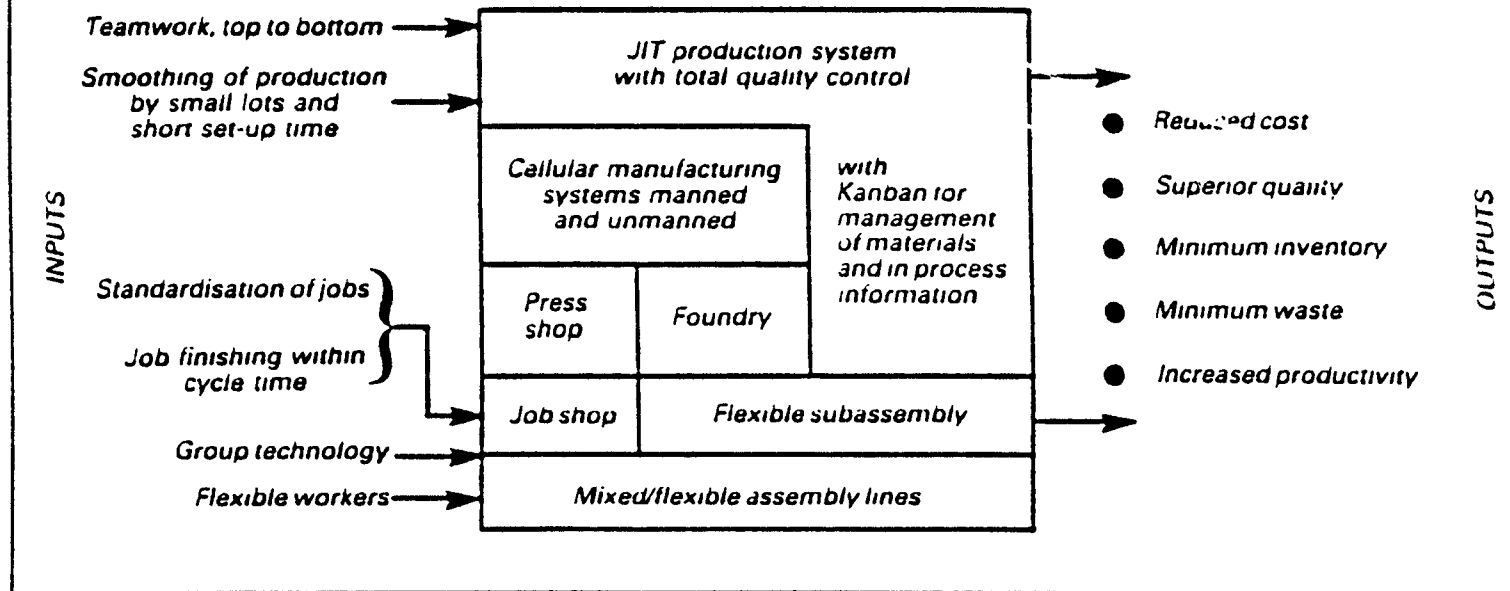 Teamwork, top to bottom
Smoothing of production
by small lots and
short set-up time
INPUTS
Standardisation of jobs
Job finishing within
cycle time
Group technology
Flexible workers
JIT production system
with total quality control
Cellular manufacturing
systems manned
and unmanned
with
Kanban for
management
of materials
and in process
information
Press
shop
Foundry
Job shop
Flexible subassembly
Mixed/flexible assembly lines
Reduced cost
Superior quality
Minimum inventory
Minimum waste
Increased productivity
OUTPUTS